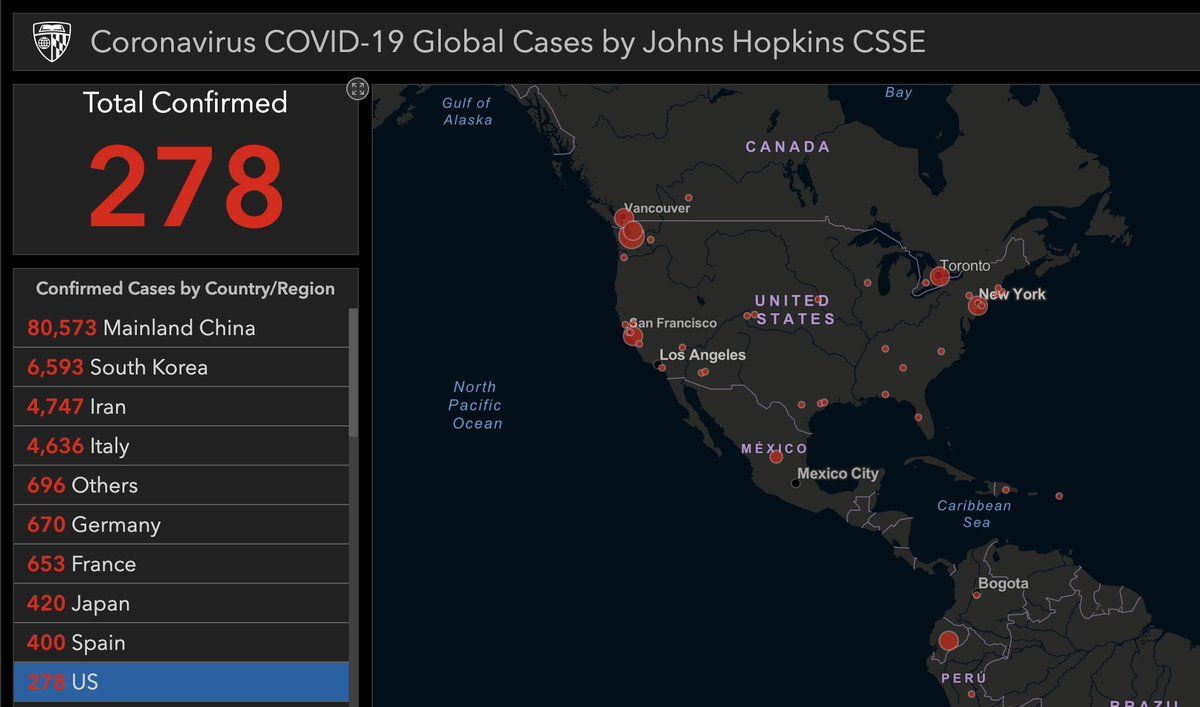 Coronavirus COVID-19 Global Cases by Johns Hopkins CSSE
Total Confirmed
278
Confirmed Cases by Country/Region
80,573 Mainland China
6,593 South Korea
4,747 Iran
4,636 Italy
696 Others
670 Germany
653 France
420 Japan
400 Spain
278 US
Gulf of
Alaska
Bay
CANADA
Vancouver
Toronto
New York
UNITED
STATES
San Francisco
Los Angeles
North
Pacific
Ocean
MÉXICO
Mexico City
Caribbean
Sea
Bogota
PERÚ
BRAZIL